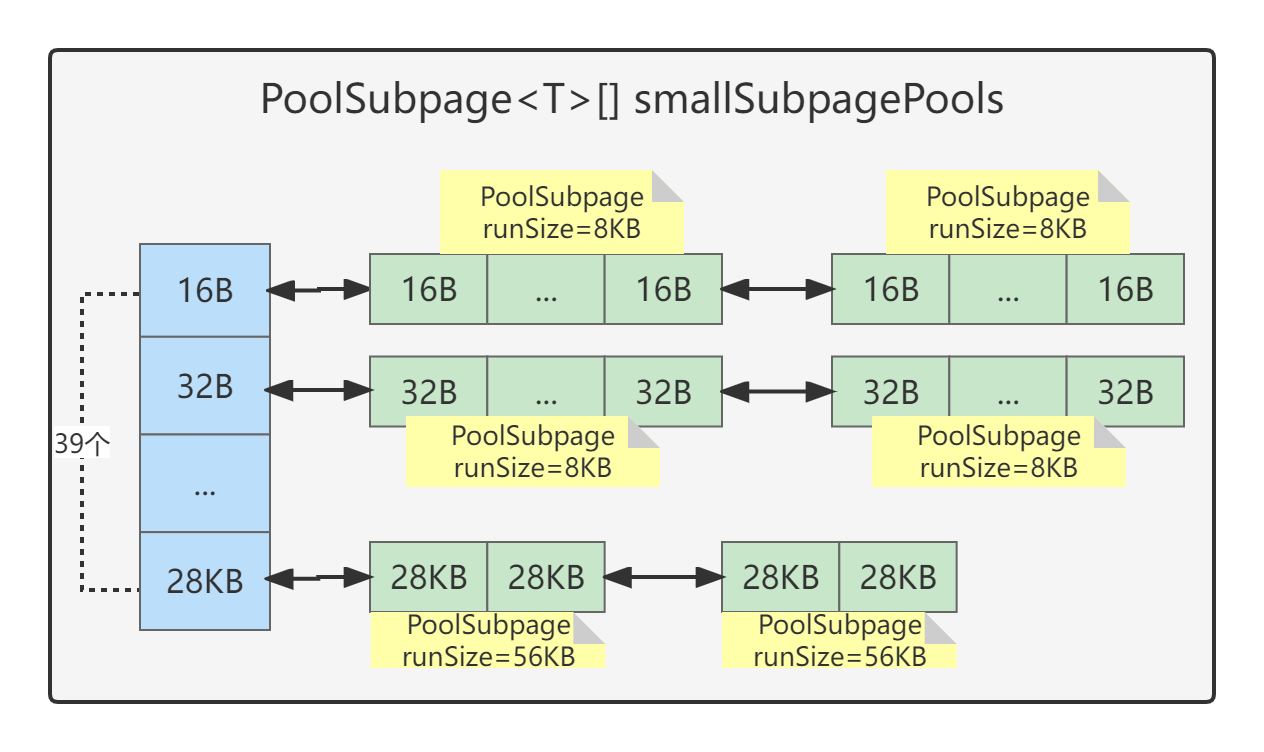 PoolSubpage<T>[] smallSubpagePools
PoolSubpage
runSize=8KB
PoolSubpage
runSize=8KB
16B
16B
...
16B
16B
...
16B
32B
32B
...
32B
32B
...
32B
PoolSubpage
runSize=8KB
PoolSubpage
runSize=8KB
39个
...
28KB
28KB
28KB
28KB
28KB
PoolSubpage
runSize=56KB
PoolSubpage
runSize=56KB